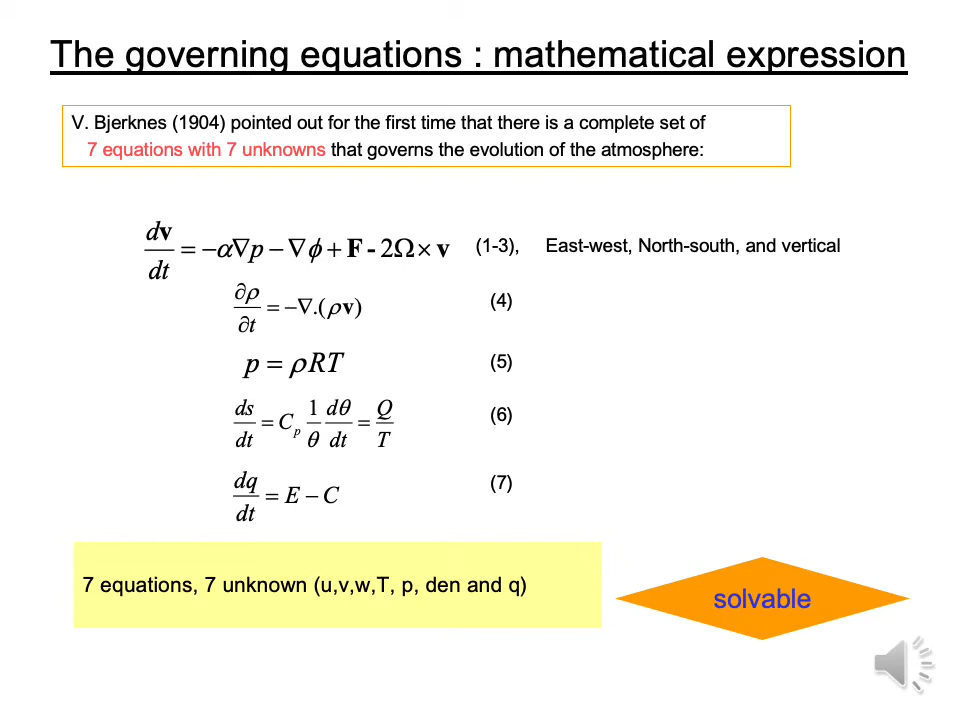 The governing equations : mathematical expression
V. Bjerknes (1904) pointed out for the first time that there is a complete set of
7 equations with 7 unknowns that governs the evolution of the atmosphere:
d𝐯/dt = −α∇p − ∇ϕ + 𝐅 - 2Ω × 𝐯 (1-3), East-west, North-south, and vertical
∂ρ/∂t = −∇.(ρ𝐯) (4)
p = ρRT (5)
ds/dt = C_p 1/θ dθ/dt = Q/T (6)
dq/dt = E − C (7)
7 equations, 7 unknown (u,v,w,T, p, den and q)
solvable